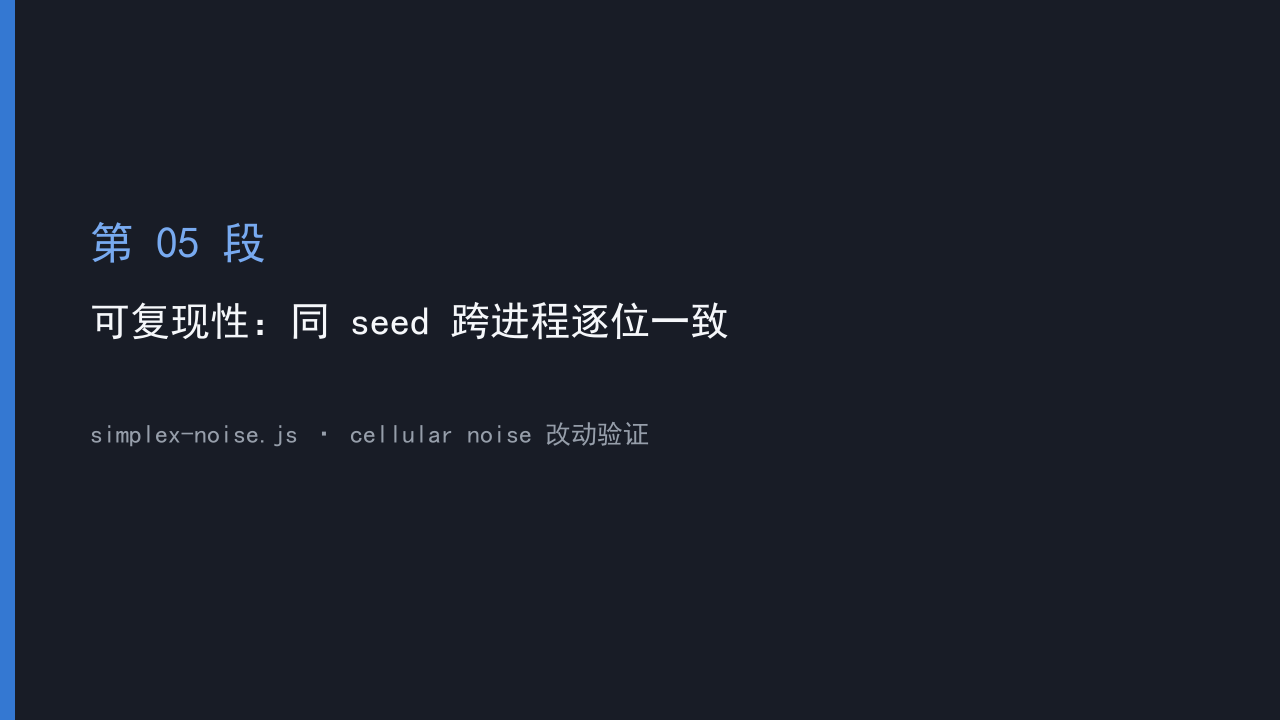 第 05 段
可复现性：同 seed 跨进程逐位一致
simplex-noise.js · cellular noise 改动验证